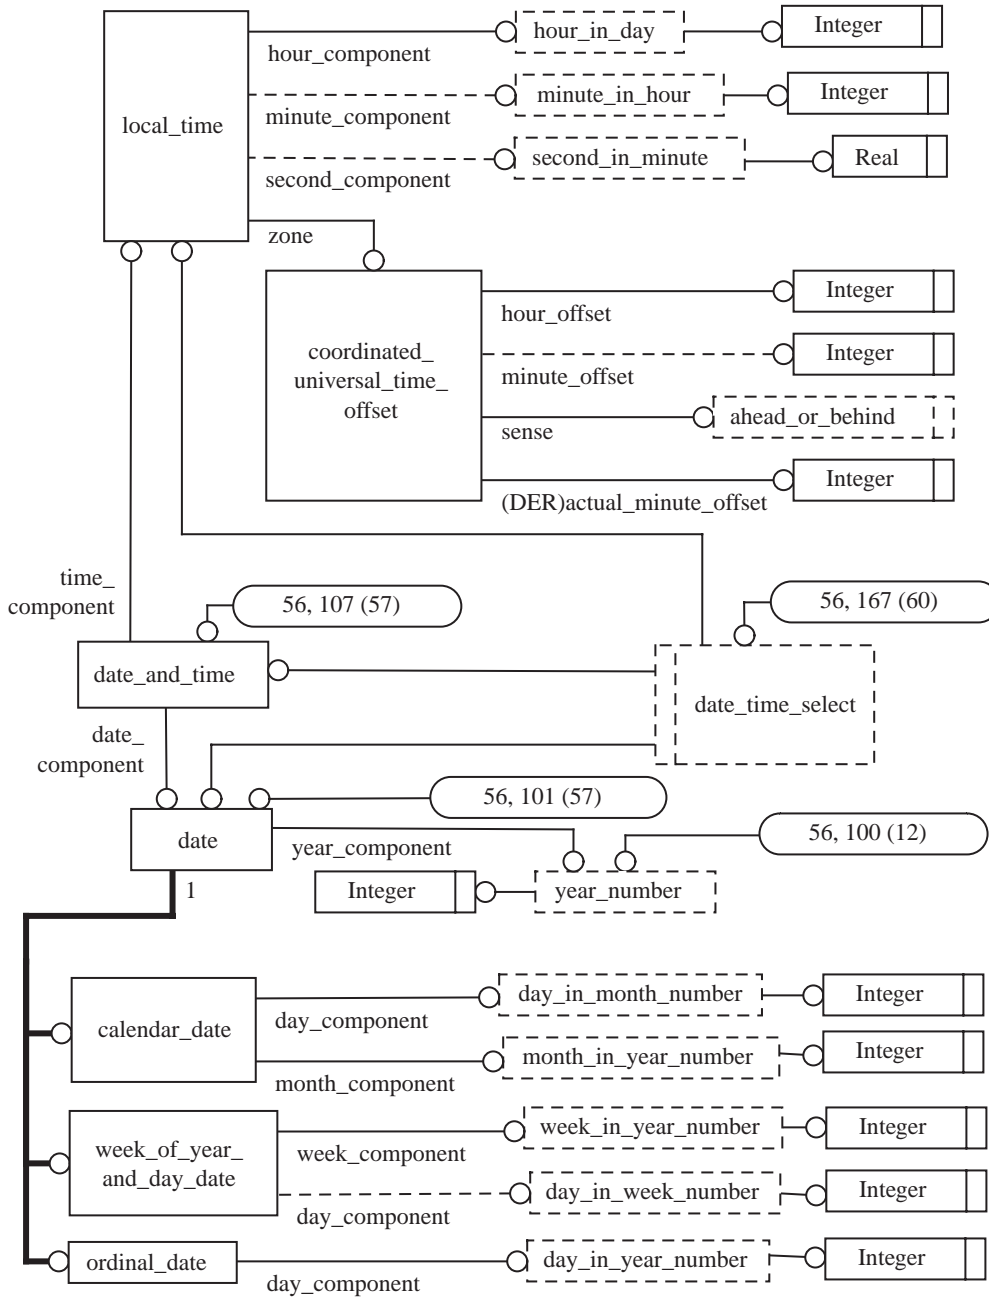 hour_in_day
Integer
hour_component
minute_in_hour
Integer
local_time
minute_component
second_in_minute
Real
second_component
zone
Integer
hour_offset
coordinated_
universal_time_
offset
Integer
minute_offset
ahead_or_behind
sense
Integer
(DER)actual_minute_offset
time_
component
56, 107 (57)
56, 167 (60)
date_and_time
date_time_select
date_
component
56, 101 (57)
date
year_component
56, 100 (12)
1
Integer
year_number
day_in_month_number
Integer
calendar_date
day_component
month_in_year_number
Integer
month_component
week_in_year_number
Integer
week_of_year_
and_day_date
week_component
day_in_week_number
Integer
day_component
ordinal_date
day_in_year_number
Integer
day_component